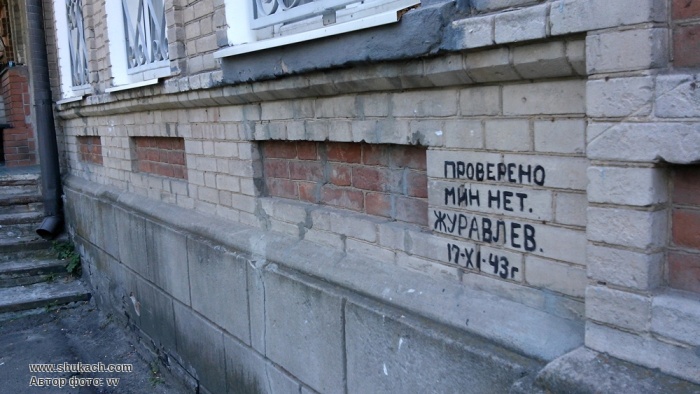 ПРОВЕРЕНО
МИН НЕТ.
ЖУРАВЛЕВ.
17-XI-43г
www.shukach.com
Автор фото: vv